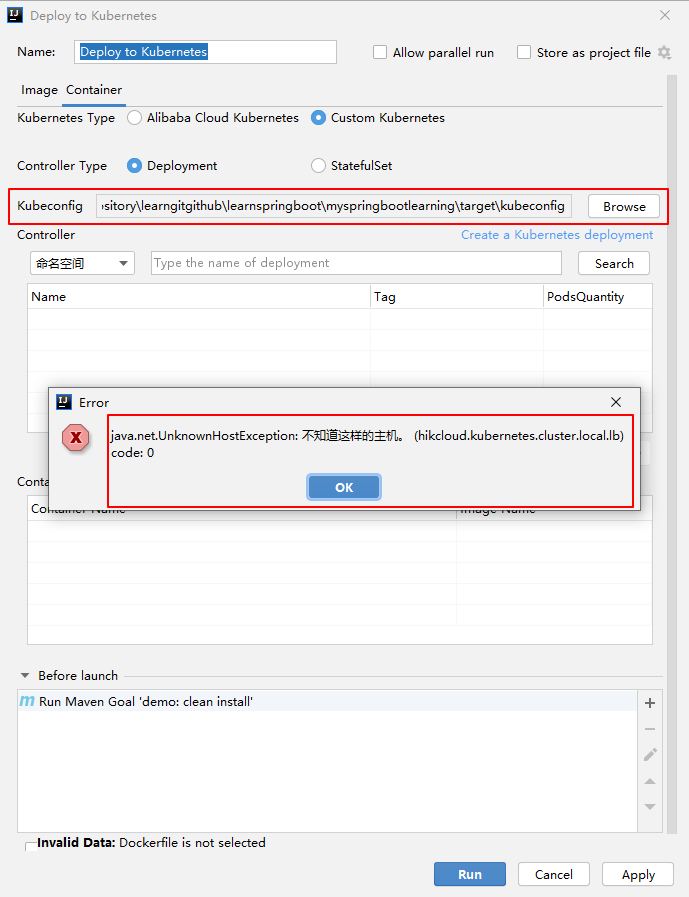 Deploy to Kubernetes
Name: Deploy to Kubernetes Allow parallel run Store as project file
Image Container
Kubernetes Type Alibaba Cloud Kubernetes Custom Kubernetes
Controller Type Deployment StatefulSet
Kubeconfig sitory\learngitgithub\learnspringboot\myspringbootlearning\target\kubeconfig Browse
Controller Create a Kubernetes deployment
命名空间 Type the name of deployment Search
Name Tag PodsQuantity
Error
java.net.UnknownHostException: 不知道这样的主机。 (hikcloud.kubernetes.cluster.local.lb)
code: 0
OK
Conta
Container Name Image Name
Before launch
Run Maven Goal 'demo: clean install'
Invalid Data: Dockerfile is not selected
Run Cancel Apply